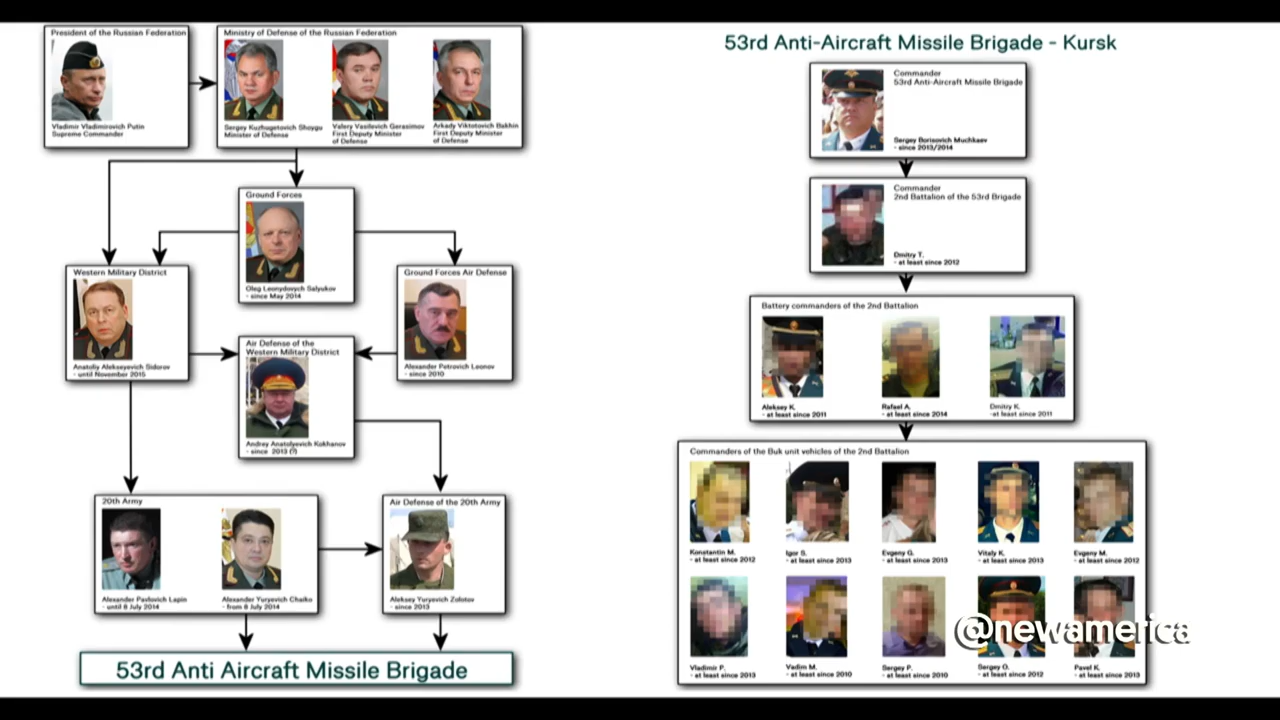 President of the Russian Federation
Vladimir Vladimirovich Putin
Supreme Commander
Ministry of Defense of the Russian Federation
Sergey Kuzhugetovich Shoygu
Minister of Defense
Valery Vasilevich Gerasimov
First Deputy Minister
of Defense
Arkady Viktotovich Bakhin
First Deputy Minister
of Defense
Ground Forces
Oleg Leonydovych Salyukov
- since May 2014
Western Military District
Anatoliy Alekseyevich Sidorov
- until November 2015
Ground Forces Air Defense
Alexander Petrovich Leonov
- since 2010
Air Defense of the
Western Military District
Andrey Anatolyevich Kokhanov
- since 2013 (?)
20th Army
Alexander Pavlovich Lapin
- until 8 July 2014
Alexander Yuryevich Chaiko
- from 8 July 2014
Air Defense of the 20th Army
Aleksey Yuryevich Zolotov
- since 2013
53rd Anti Aircraft Missile Brigade
53rd Anti-Aircraft Missile Brigade - Kursk
Commander
53rd Anti-Aircraft Missile Brigade
Sergey Borisovich Muchkaev
- since 2013/2014
Commander
2nd Battalion of the 53rd Brigade
Dmitry T.
- at least since 2012
Battery commanders of the 2nd Battalion
Aleksey K.
- at least since 2011
Rafael A.
- at least since 2014
Dmitry K.
- at least since 2011
Commanders of the Buk unit vehicles of the 2nd Battalion
Konstantin M.
- at least since 2012
Igor S.
- at least since 2013
Evgeny G.
- at least since 2013
Vitaly K.
- at least since 2013
Evgeny M.
- at least since 2012
Vladimir P.
- at least since 2013
Vadim M.
- at least since 2010
Sergey P.
- at least since 2010
Sergey O.
- at least since 2012
Pavel K.
- at least since 2013
@newamerica